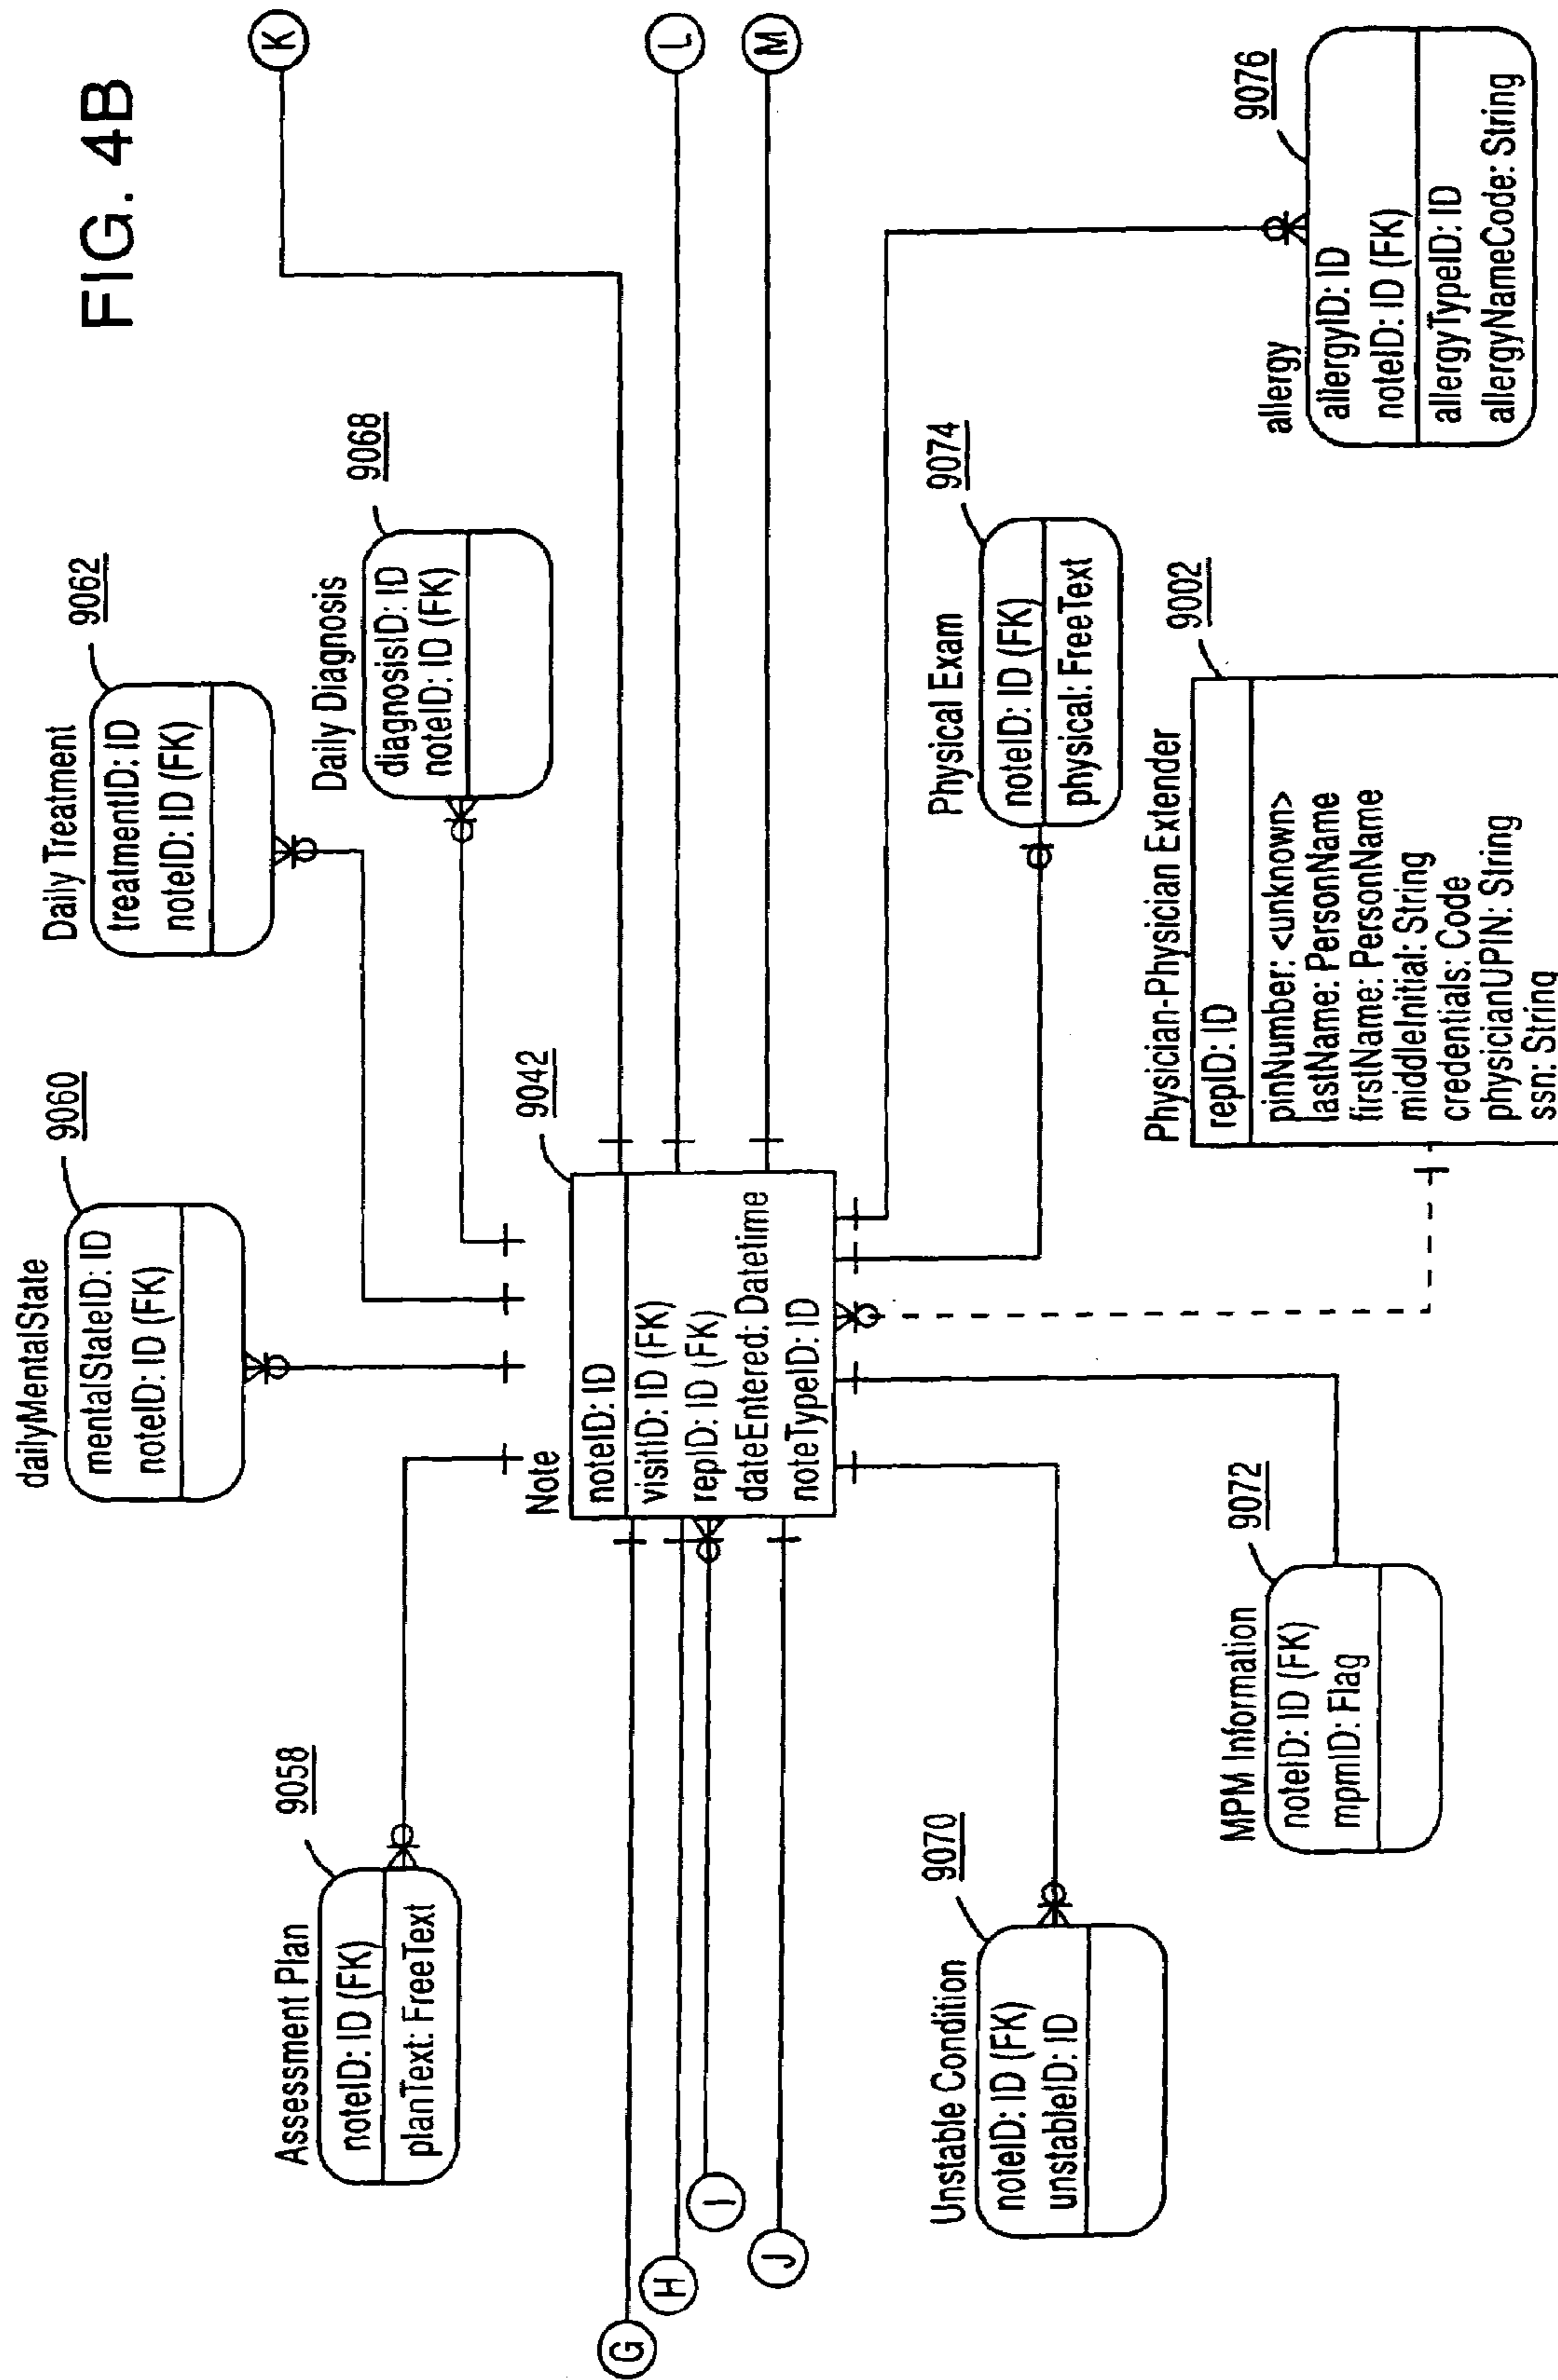 FIG. 4B
K
L
M
G
H
I
J
Assessment Plan
9058
noteID: ID (FK)
planText: FreeText
dailyMentalState
9060
mentalStateID: ID
noteID: ID (FK)
Daily Treatment
9062
treatmentID: ID
noteID: ID (FK)
Daily Diagnosis
9068
diagnosisID: ID
noteID: ID (FK)
Note
9042
noteID: ID
visitID: ID (FK)
repID: ID (FK)
dateEntered: Datetime
noteTypeID: ID
Unstable Condition
9070
noteID: ID (FK)
unstableID: ID
MPM Information
9072
noteID: ID (FK)
mpmID: Flag
Physician-Physician Extender
9002
repID: ID
pinNumber: <unknown>
lastName: PersonName
firstName: PersonName
middleInitial: String
credentials: Code
physicianUPIN: String
ssn: String
Physical Exam
9074
noteID: ID (FK)
physical: FreeText
allergy
9076
allergyID: ID
noteID: ID (FK)
allergyTypeID: ID
allergyNameCode: String